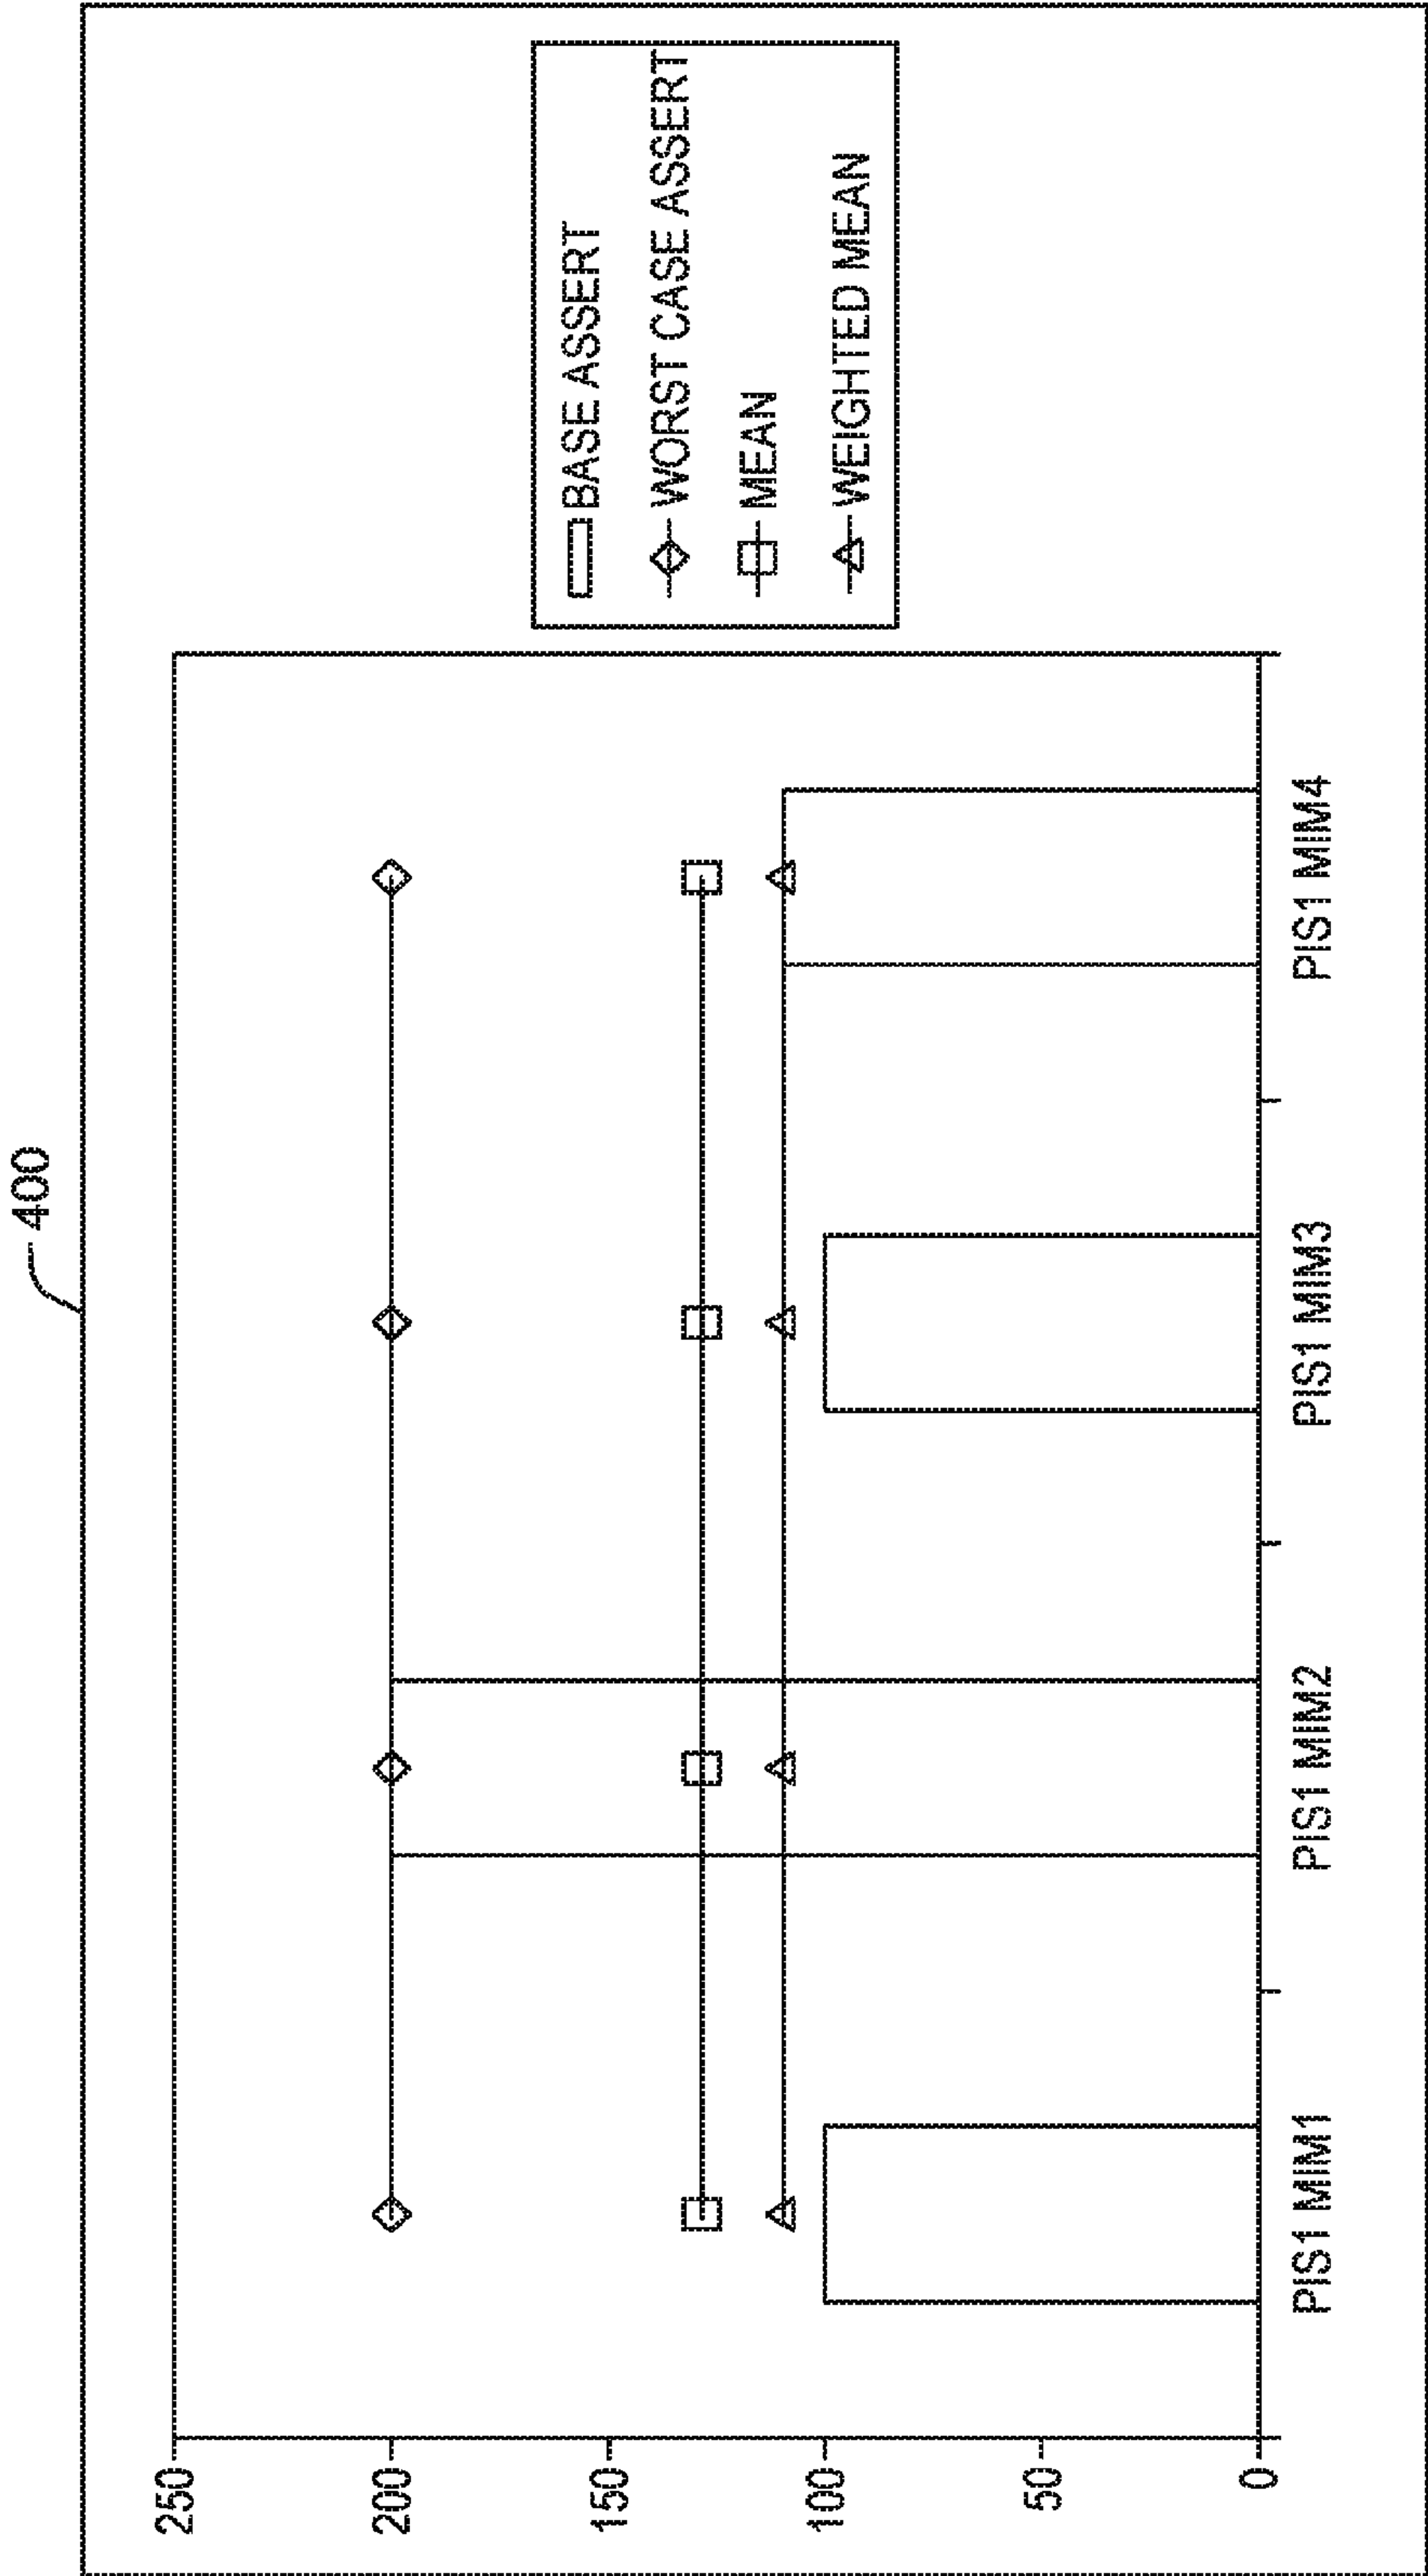 400
250
200
150
100
50
0
PIS1 MIM1
PIS1 MIM2
PIS1 MIM3
PIS1 MIM4
BASE ASSERT
WORST CASE ASSERT
MEAN
WEIGHTED MEAN